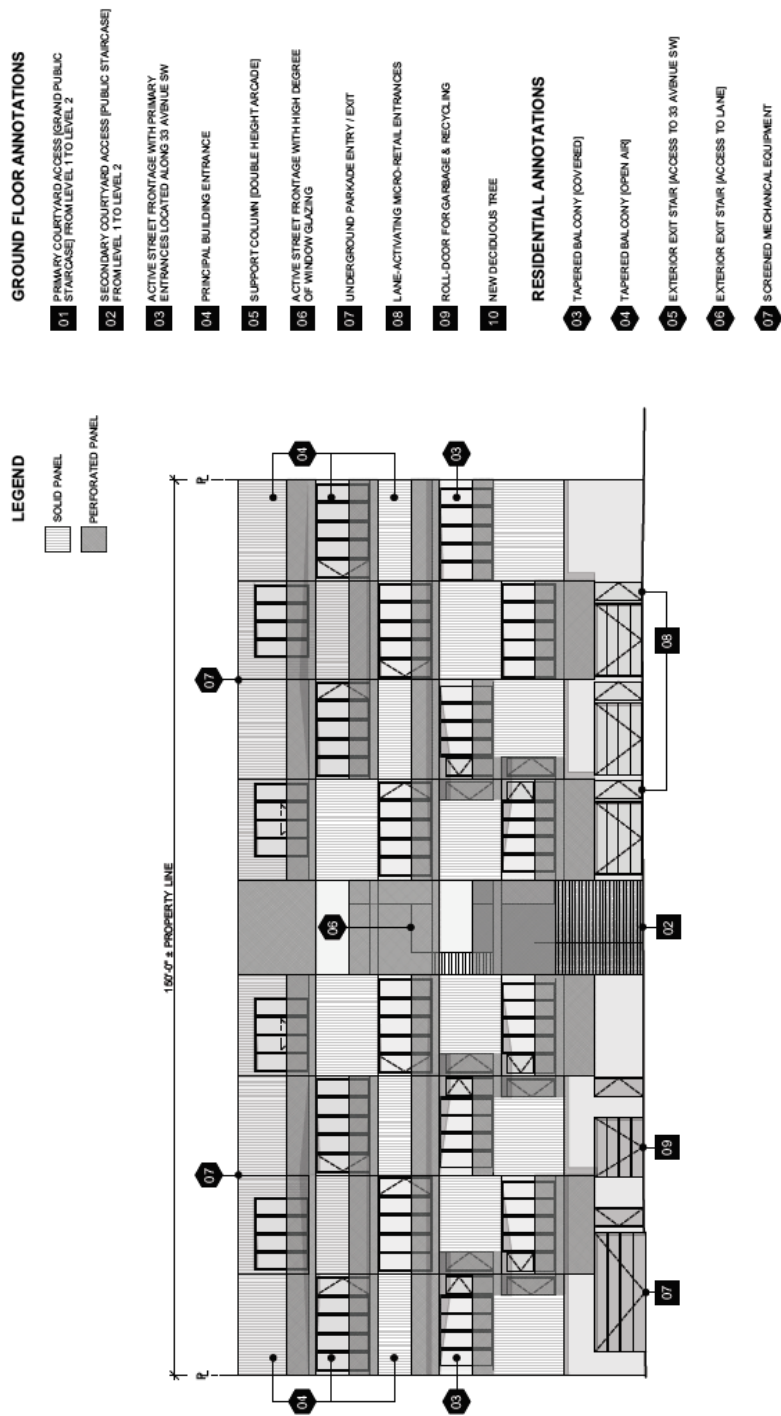 GROUND FLOOR ANNOTATIONS
01 PRIMARY COURTYARD ACCESS [GRAND PUBLIC
STAIRCASE] FROM LEVEL 1 TO LEVEL 2
02 SECONDARY COURTYARD ACCESS [PUBLIC STAIRCASE]
FROM LEVEL 1 TO LEVEL 2
03 ACTIVE STREET FRONTAGE WITH PRIMARY
ENTRANCES LOCATED ALONG 33 AVENUE SW
04 PRINCIPAL BUILDING ENTRANCE
05 SUPPORT COLUMN [DOUBLE HEIGHT ARCADE]
06 ACTIVE STREET FRONTAGE WITH HIGH DEGREE
OF WINDOW GLAZING
07 UNDERGROUND PARKADE ENTRY / EXIT
08 LANE-ACTIVATING MICRO-RETAIL ENTRANCES
09 ROLL-DOOR FOR GARBAGE & RECYCLING
10 NEW DECIDUOUS TREE
RESIDENTIAL ANNOTATIONS
03 TAPERED BALCONY [COVERED]
04 TAPERED BALCONY [OPEN AIR]
05 EXTERIOR EXIT STAIR [ACCESS TO 33 AVENUE SW]
06 EXTERIOR EXIT STAIR [ACCESS TO LANE]
07 SCREENED MECHANICAL EQUIPMENT
LEGEND
SOLID PANEL
PERFORATED PANEL
150'-0" ± PROPERTY LINE
PL
PL
07
07
04
04
06
03
03
07
09
02
08